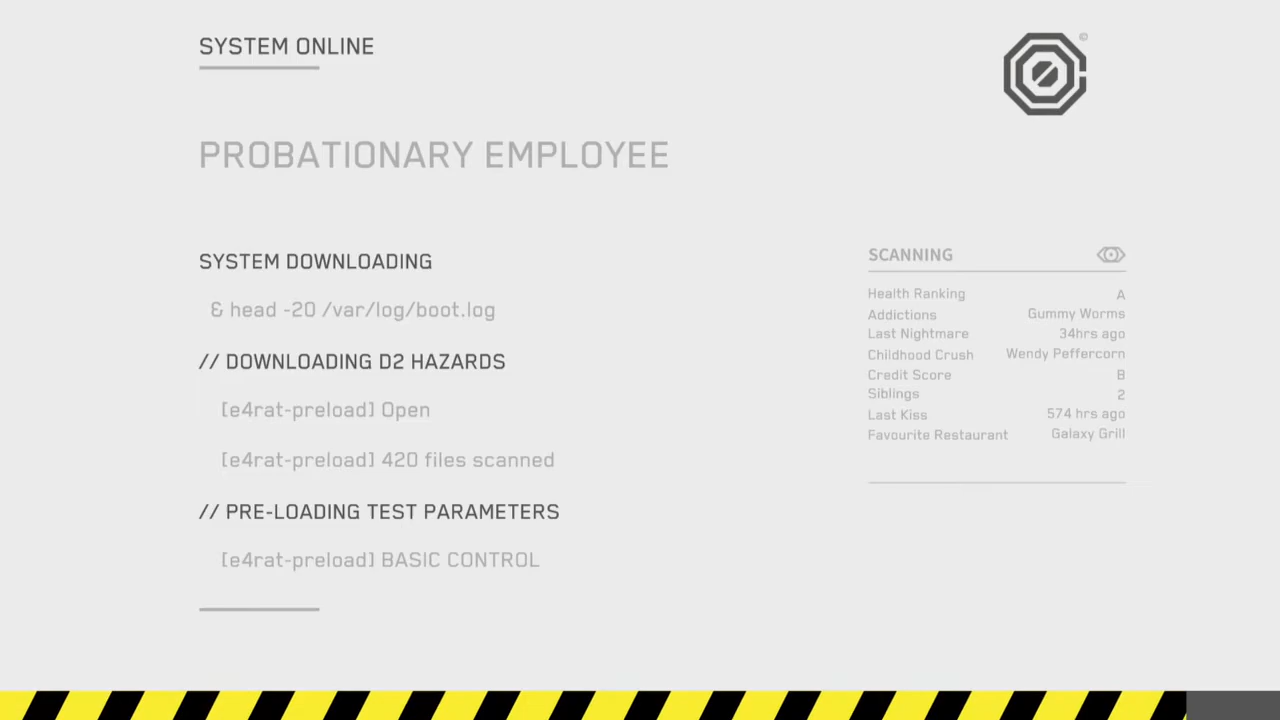 SYSTEM ONLINE
©
PROBATIONARY EMPLOYEE
SYSTEM DOWNLOADING
& head -20 /var/log/boot.log
// DOWNLOADING D2 HAZARDS
[e4rat-preload] Open
[e4rat-preload] 420 files scanned
// PRE-LOADING TEST PARAMETERS
[e4rat-preload] BASIC CONTROL
SCANNING
Health Ranking A
Addictions Gummy Worms
Last Nightmare 34hrs ago
Childhood Crush Wendy Peffercorn
Credit Score B
Siblings 2
Last Kiss 574 hrs ago
Favourite Restaurant Galaxy Grill